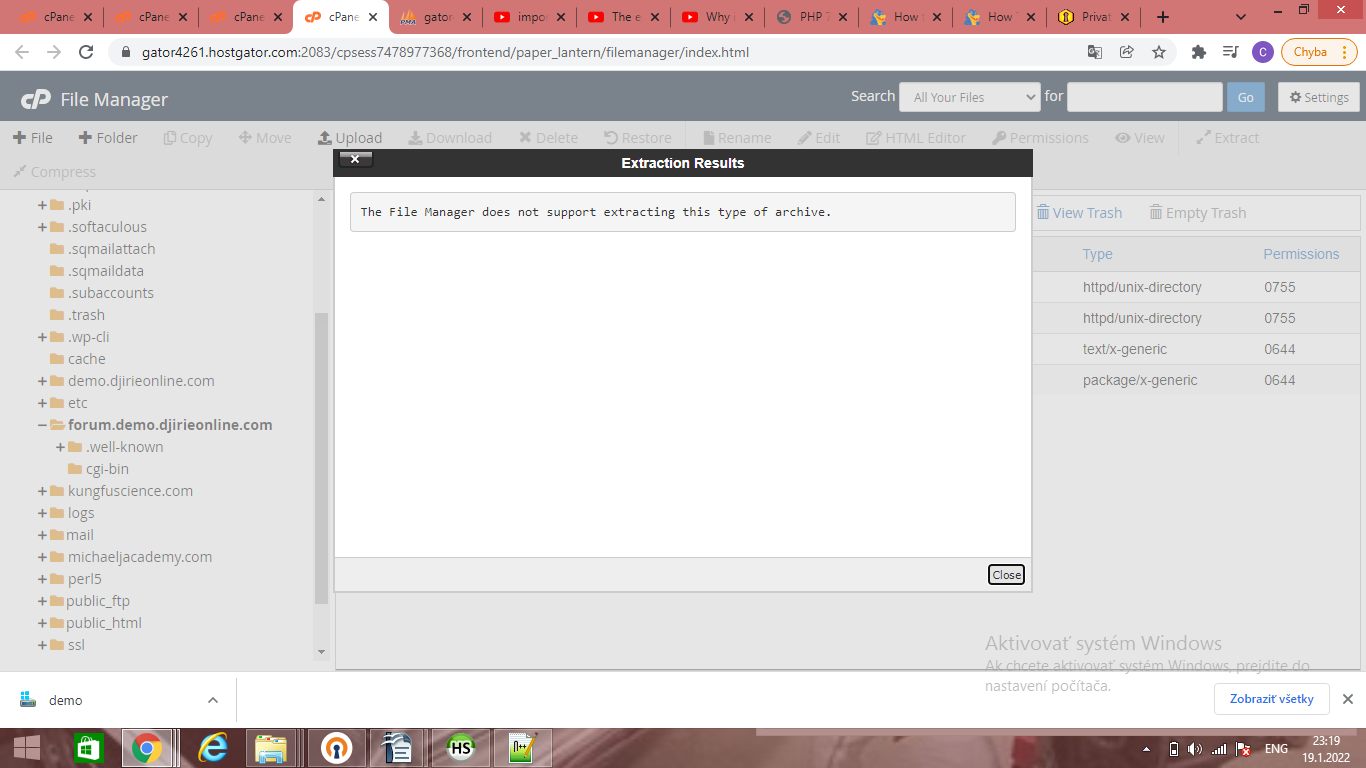 cPane
cPane
cPane
cPane
gator
impor
The e
Why i
PHP 7
How t
How
Privat
gator4261.hostgator.com:2083/cpsess7478977368/frontend/paper_lantern/filemanager/index.html
C
Chyba
cP File Manager
Search
All Your Files
for
Go
Settings
File
Folder
Copy
Move
Upload
Download
Delete
Restore
Rename
Edit
HTML Editor
Permissions
View
Extract
Compress
Extraction Results
The File Manager does not support extracting this type of archive.
Close
.pki
.softaculous
.sqmailattach
.sqmaildata
.subaccounts
.trash
.wp-cli
cache
demo.djirieonline.com
etc
forum.demo.djirieonline.com
.well-known
cgi-bin
kungfuscience.com
logs
mail
michaeljacademy.com
perl5
public_ftp
public_html
ssl
View Trash
Empty Trash
Type
Permissions
httpd/unix-directory
0755
httpd/unix-directory
0755
text/x-generic
0644
package/x-generic
0644
Aktivovať systém Windows
Ak chcete aktivovať systém Windows, prejdite do
nastavení počítača.
demo
Zobraziť všetky
HS
ENG
23:19
19.1.2022